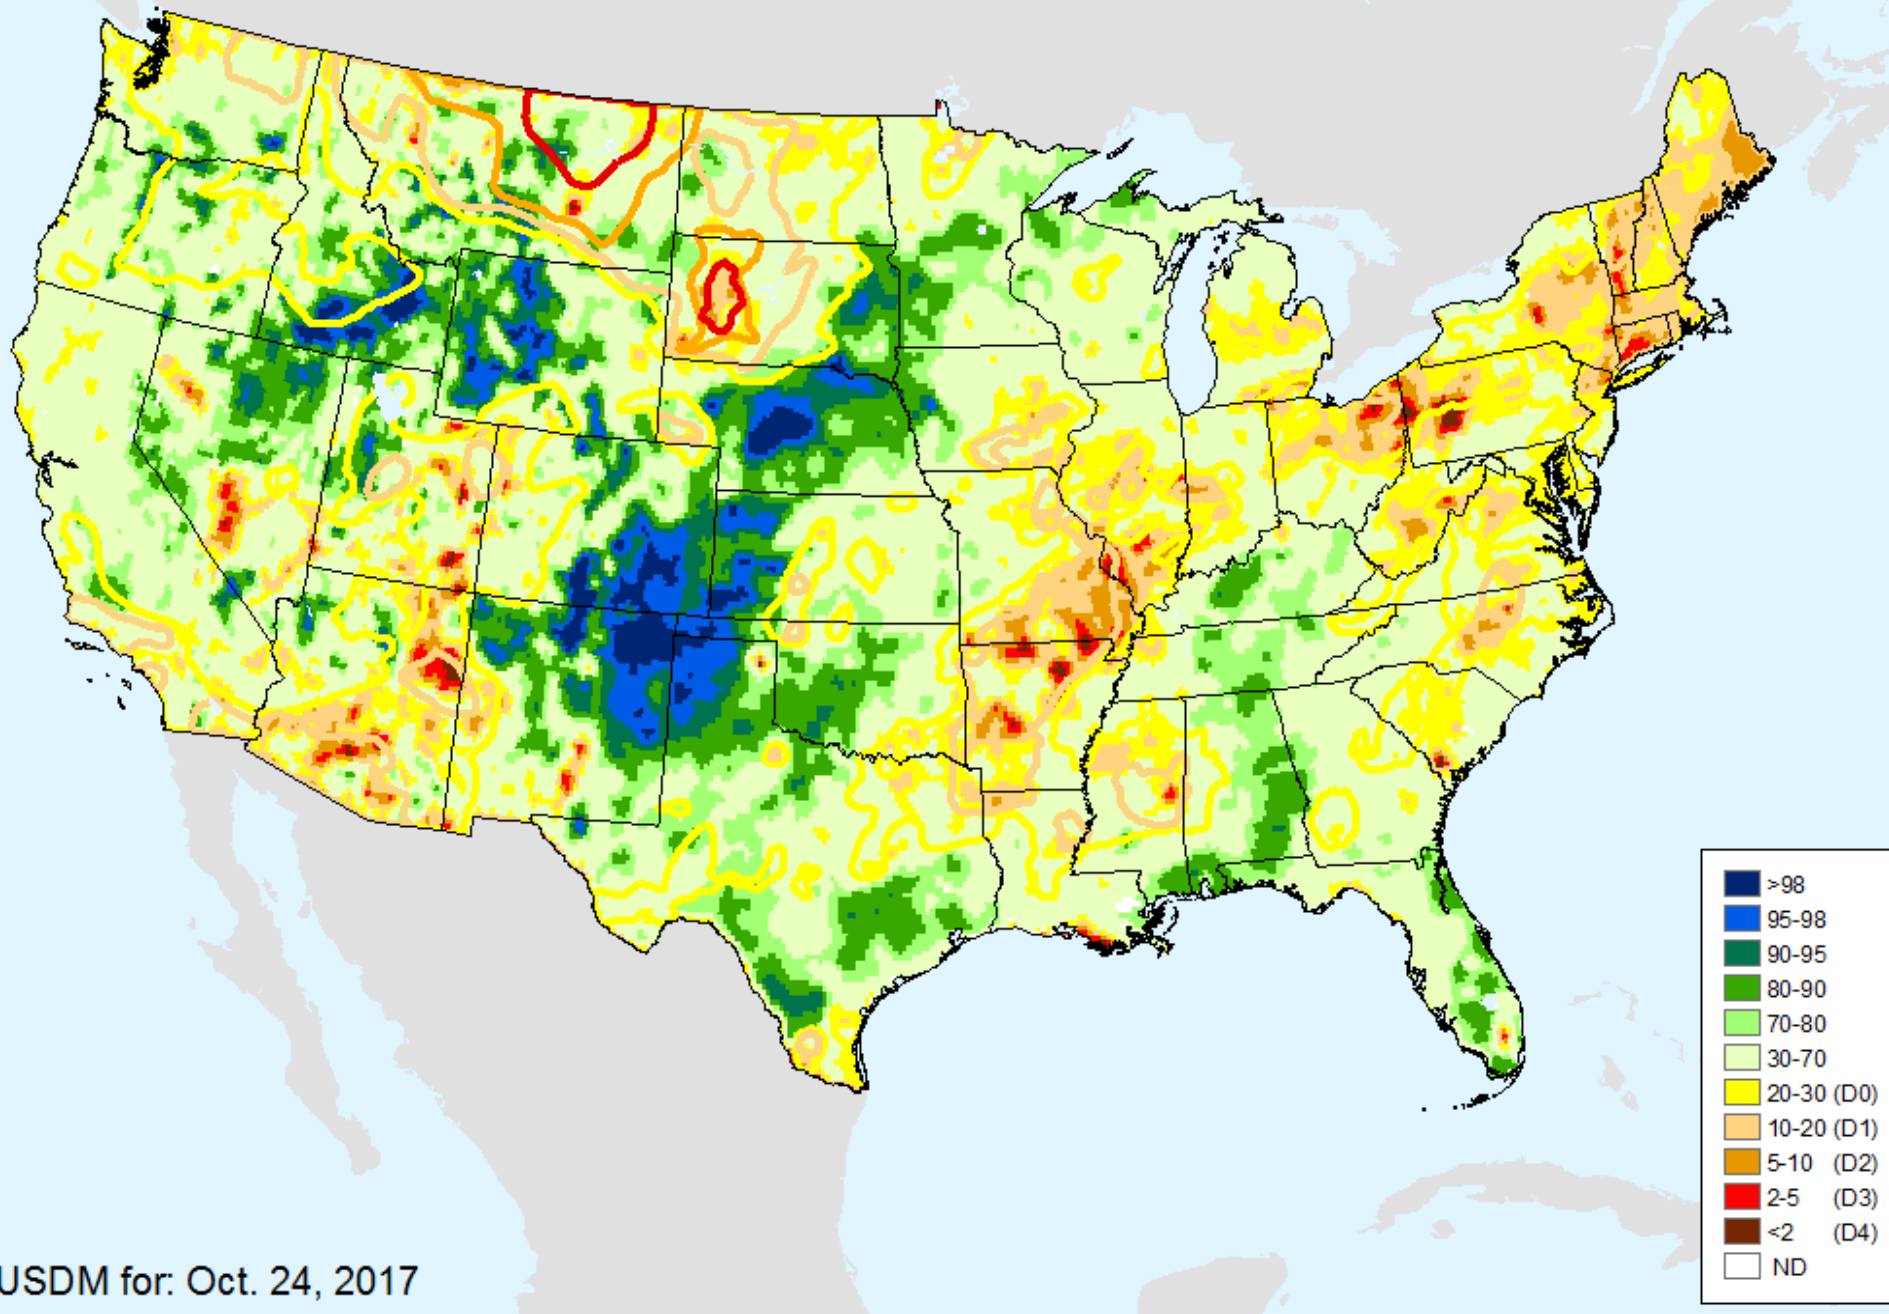 >98
95-98
90-95
80-90
70-80
30-70
20-30 (D0)
10-20 (D1)
5-10 (D2)
2-5 (D3)
<2 (D4)
ND
USDM for: Oct. 24, 2017